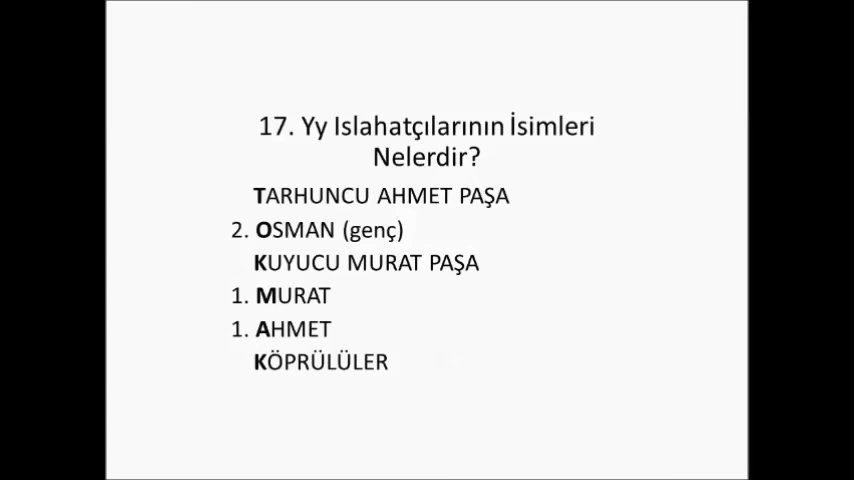 17. Yy Islahatçılarının İsimleri
Nelerdir?
TARHUNCU AHMET PAŞA
2. OSMAN (genç)
KUYUCU MURAT PAŞA
1. MURAT
1. AHMET
KÖPRÜLÜLER